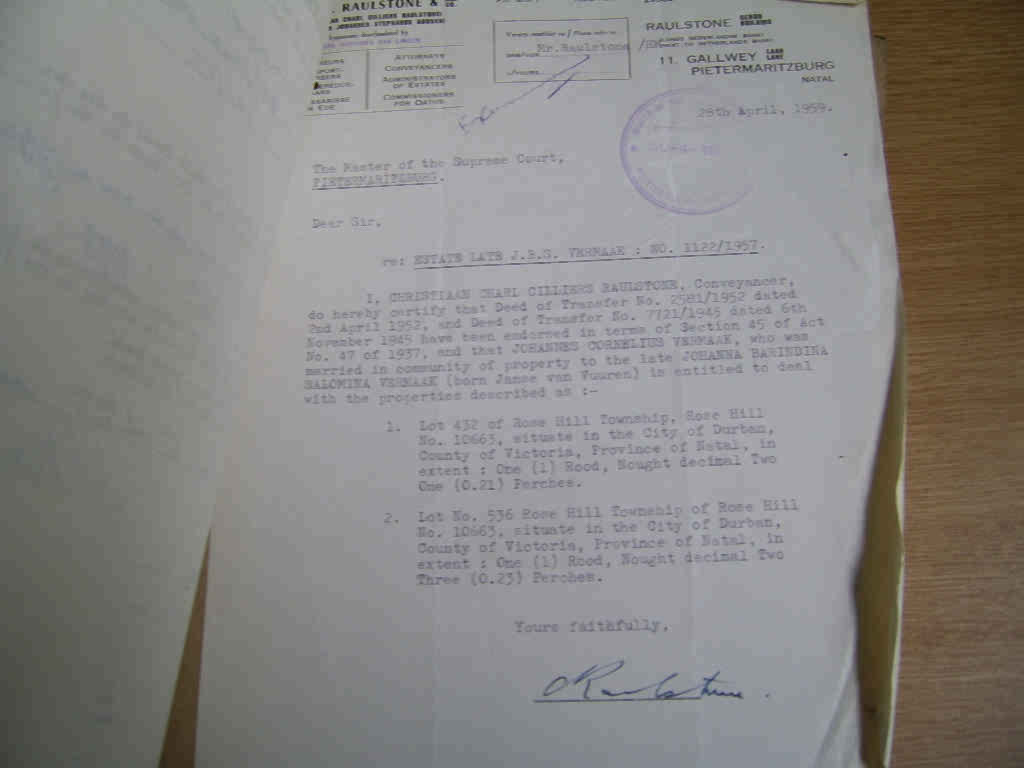 RAULSTONE &
CHARL CILLIERS RAULSTONE
ATTORNEYS
CONVEYANCERS
ADMINISTRATORS
OF ESTATES
COMMISSIONERS
FOR OATHS
Mr. Raulstone
RAULSTONE
BUILDING
11. GALLWEY LAAN
LANE
PIETERMARITZBURG
NATAL
28th April, 1959.
The Master of the Supreme Court,
PIETERMARITZBURG.
Dear Sir,
re: ESTATE LATE J.B.S. VERMAAK : NO. 1122/1957.
I, CHRISTIAAN CHARL CILLIERS RAULSTONE, Conveyancer,
do hereby certify that Deed of Transfer No. 2581/1952 dated
2nd April 1952, and Deed of Transfer No. 7721/1945 dated 6th
November 1945 have been endorsed in terms of Section 45 of Act
No. 47 of 1937, and that JOHANNES CORNELIUS VERMAAK, who was
married in community of property to the late JOHANNA BARINDINA
SALOMINA VERMAAK (born Janse van Vuuren) is entitled to deal
with the properties described as :-
1. Lot 432 of Rose Hill Township, Rose Hill
No. 10663, situate in the City of Durban,
County of Victoria, Province of Natal, in
extent : One (1) Rood, Nought decimal Two
One (0.21) Perches.
2. Lot No. 536 Rose Hill Township of Rose Hill
No. 10663, situate in the City of Durban,
County of Victoria, Province of Natal, in
extent : One (1) Rood, Nought decimal Two
Three (0.23) Perches.
Yours faithfully,
CRaulstone.